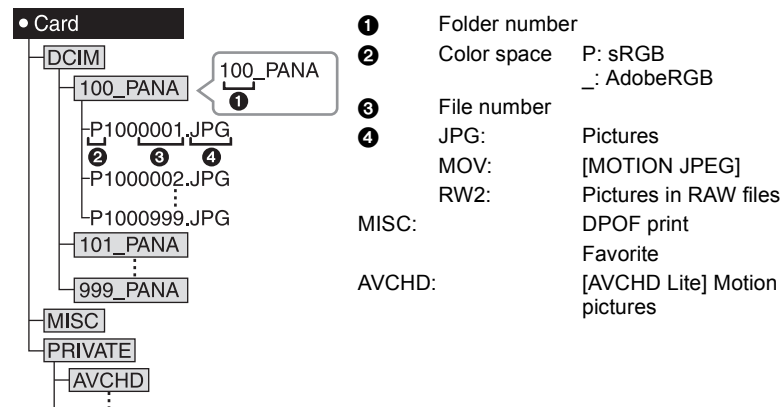 ● Card
DCIM
100_PANA
100_PANA
❶
P1000001.JPG
❷ ❸ ❹
P1000002.JPG
P1000999.JPG
101_PANA
999_PANA
MISC
PRIVATE
AVCHD
❶ Folder number
❷ Color space P: sRGB
_: AdobeRGB
❸ File number
❹ JPG: Pictures
MOV: [MOTION JPEG]
RW2: Pictures in RAW files
MISC: DPOF print
Favorite
AVCHD: [AVCHD Lite] Motion
pictures